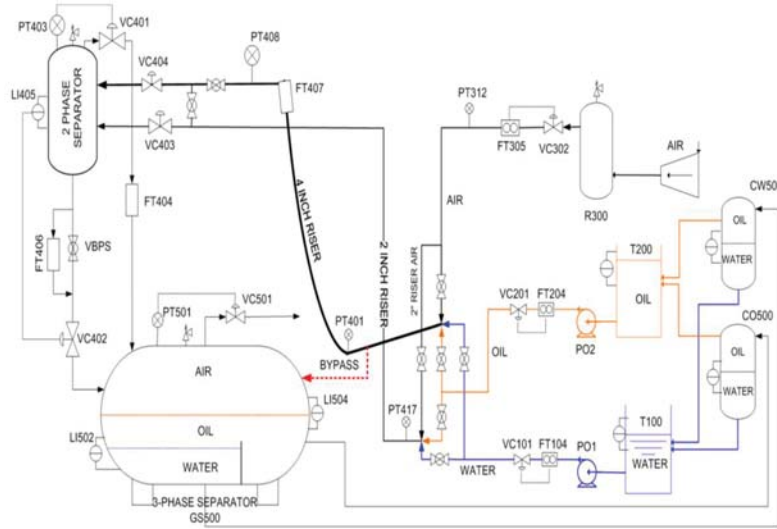 PT403
VC401
VC404
PT408
LI405
2 PHASE
SEPARATOR
FT407
VC403
PT312
FT305
VC302
AIR
R300
CW50
OIL
WATER
4 INCH RISER
2 INCH RISER
2" RISER AIR
AIR
FT404
FT406
VBPS
VC402
PT501
VC501
PT401
BYPASS
VC201
FT204
T200
OIL
PO2
OIL
CO500
OIL
WATER
AIR
OIL
WATER
LI504
LI502
PT417
3-PHASE SEPARATOR
GS500
WATER
VC101
FT104
PO1
T100
WATER